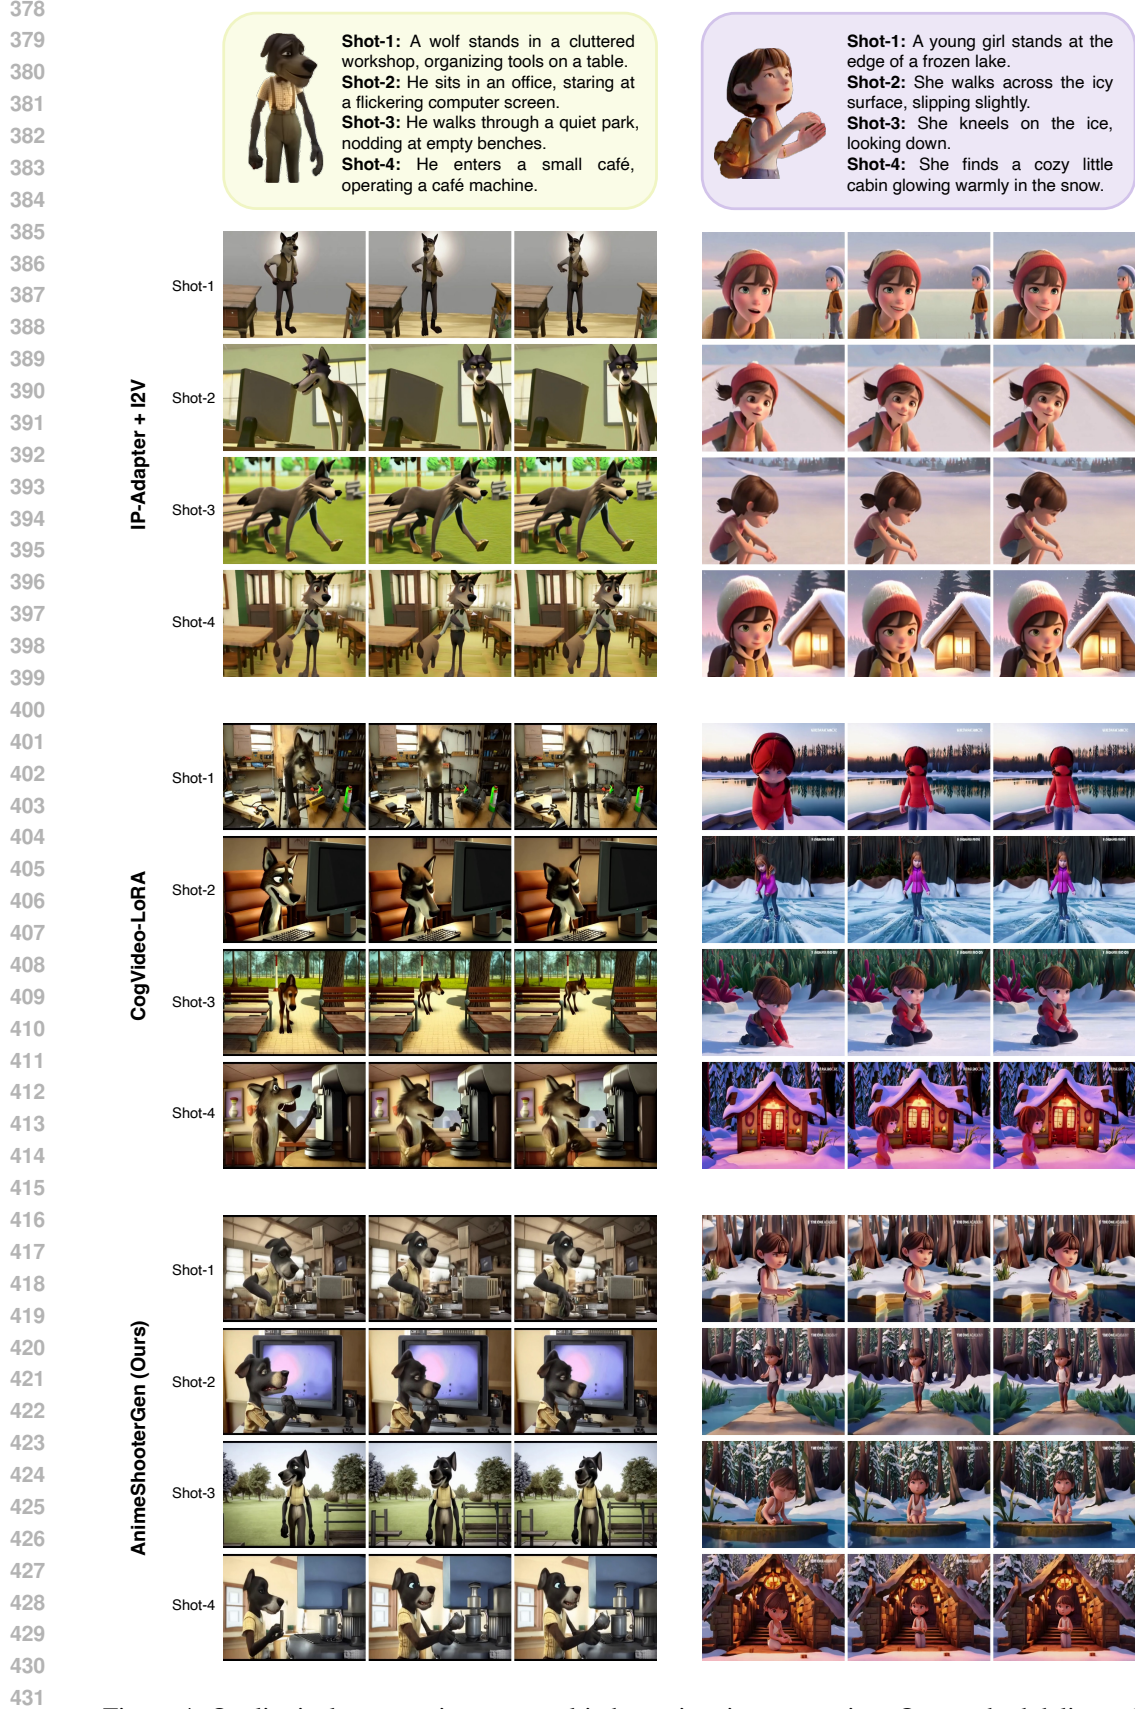 378
379
380
381
382
383
384
385
386
387
388
389
390
391
392
393
394
395
396
397
398
399
400
401
402
403
404
405
406
407
408
409
410
411
412
413
414
415
416
417
418
419
420
421
422
423
424
425
426
427
428
429
430
431
Shot-1: A wolf stands in a cluttered
workshop, organizing tools on a table.
Shot-2: He sits in an office, staring at
a flickering computer screen.
Shot-3: He walks through a quiet park,
nodding at empty benches.
Shot-4: He enters a small café,
operating a café machine.
Shot-1: A young girl stands at the
edge of a frozen lake.
Shot-2: She walks across the icy
surface, slipping slightly.
Shot-3: She kneels on the ice,
looking down.
Shot-4: She finds a cozy little
cabin glowing warmly in the snow.
IP-Adapter + I2V
Shot-1
Shot-2
Shot-3
Shot-4
CogVideo-LoRA
Shot-1
Shot-2
Shot-3
Shot-4
AnimeShooterGen (Ours)
Shot-1
Shot-2
Shot-3
Shot-4